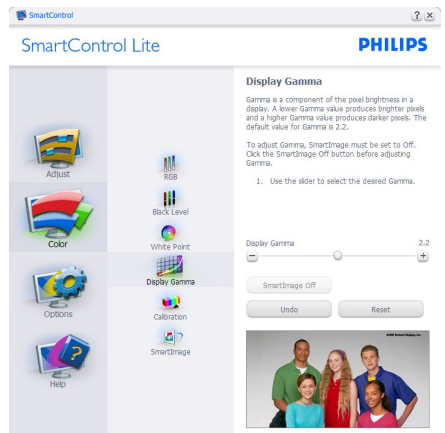 SmartControl
SmartControl Lite
PHILIPS
Adjust
Color
Options
Help
RGB
Black Level
White Point
Display Gamma
Calibration
SmartImage
Display Gamma
Gamma is a component of the pixel brightness in a
display. A lower Gamma value produces brighter pixels
and a higher Gamma value produces darker pixels. The
default value for Gamma is 2.2.
To adjust Gamma, SmartImage must be set to Off.
Click the SmartImage Off button before adjusting
Gamma.
1. Use the slider to select the desired Gamma.
Display Gamma 2.2
SmartImage Off
Undo Reset